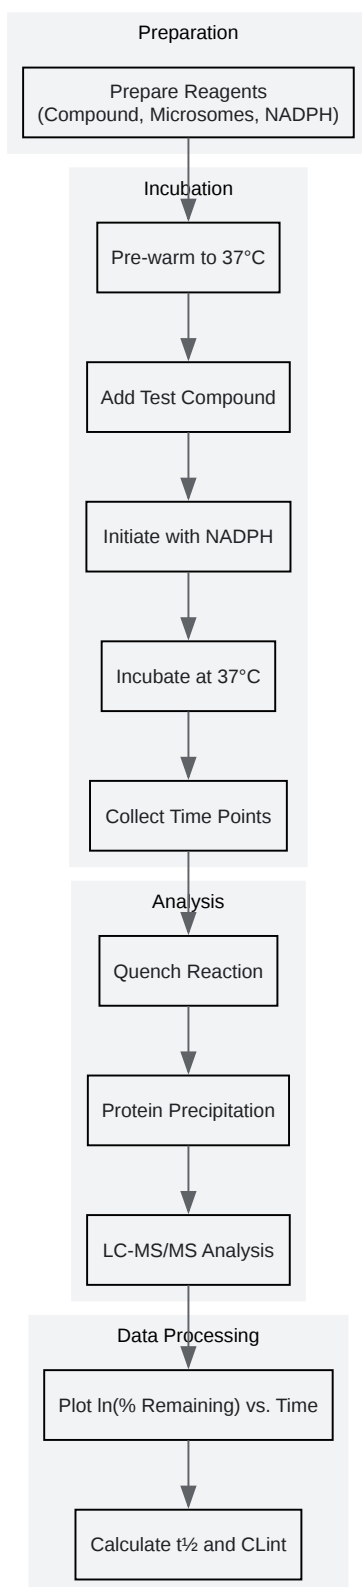 Preparation
Prepare Reagents
(Compound, Microsomes, NADPH)
Incubation
Pre-warm to 37°C
Add Test Compound
Initiate with NADPH
Incubate at 37°C
Collect Time Points
Analysis
Quench Reaction
Protein Precipitation
LC-MS/MS Analysis
Data Processing
Plot ln(% Remaining) vs. Time
Calculate t½ and CLint